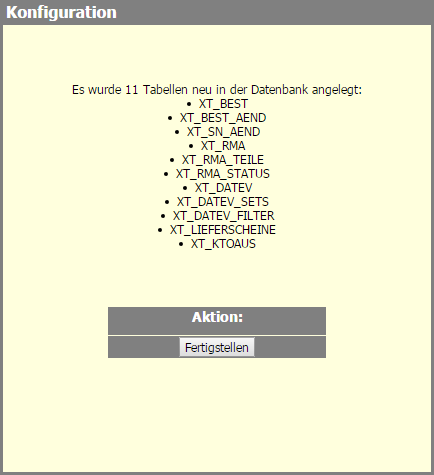 Konfiguration
Es wurde 11 Tabellen neu in der Datenbank angelegt:
• XT_BEST
• XT_BEST_AEND
• XT_SN_AEND
• XT_RMA
• XT_RMA_TEILE
• XT_RMA_STATUS
• XT_DATEV
• XT_DATEV_SETS
• XT_DATEV_FILTER
• XT_LIEFERSCHEINE
• XT_KTOAUS
Aktion:
Fertigstellen